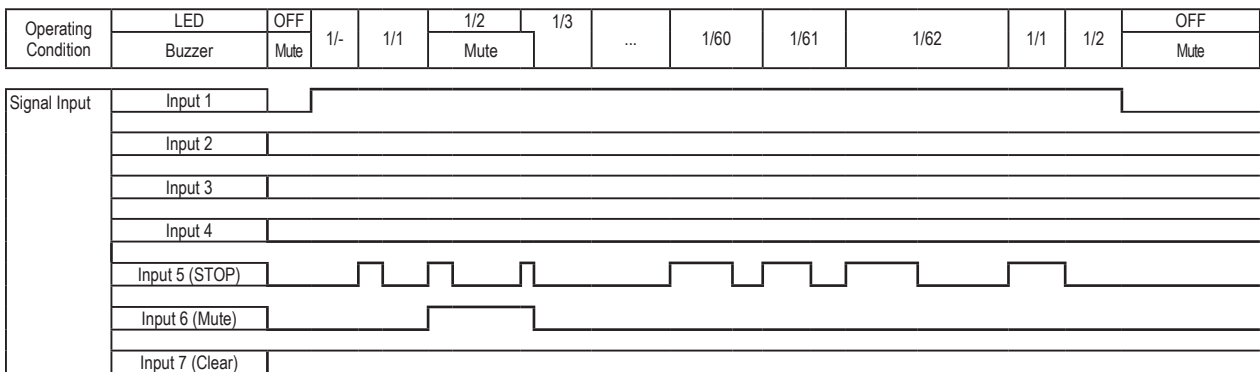 Operating Condition LED OFF 1/- 1/1 1/2 1/3 ... 1/60 1/61 1/62 1/1 1/2 OFF
Buzzer Mute Mute Mute
Signal Input Input 1
Input 2
Input 3
Input 4
Input 5 (STOP)
Input 6 (Mute)
Input 7 (Clear)